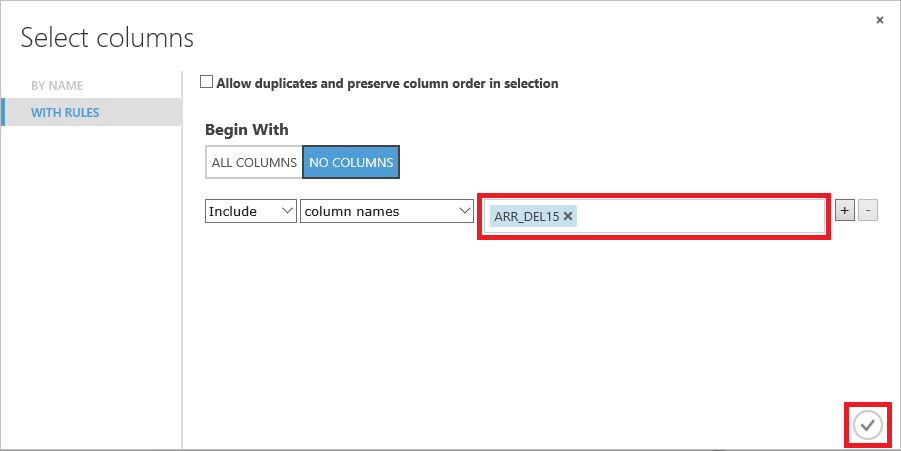 Select columns
BY NAME
WITH RULES
Allow duplicates and preserve column order in selection
Begin With
ALL COLUMNS NO COLUMNS
Include column names ARR_DEL15 × + -